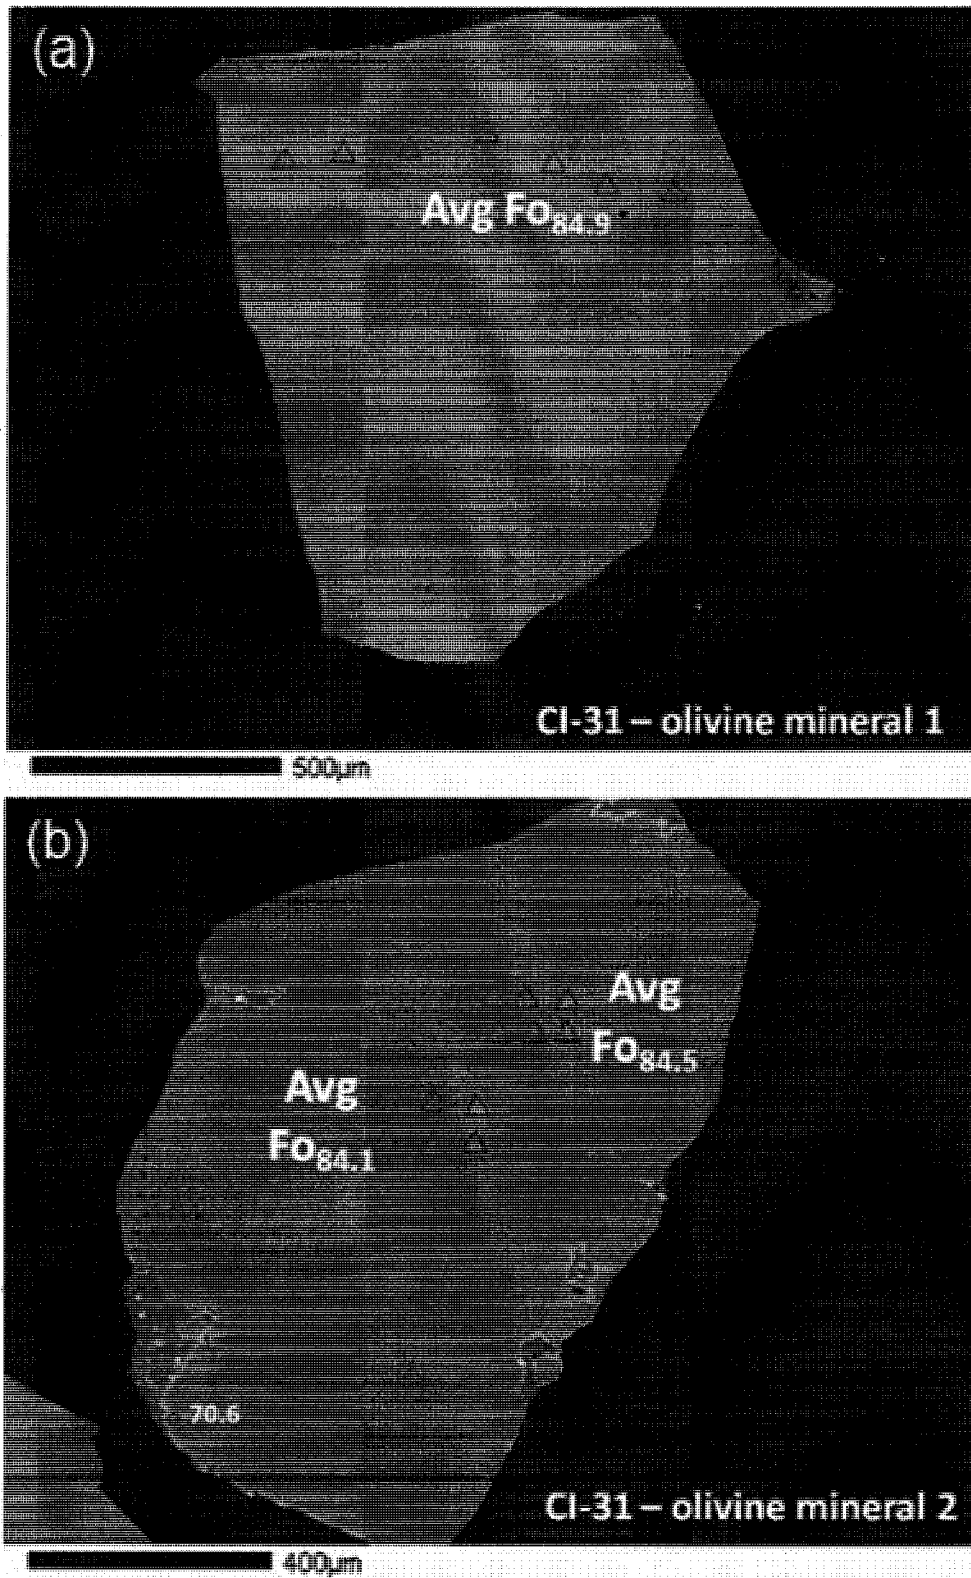 (a)
Avg Fo84.9
CI-31 – olivine mineral 1
500µm
(b)
Avg
Fo84.5
Avg
Fo84.1
70.6
CI-31 – olivine mineral 2
400µm